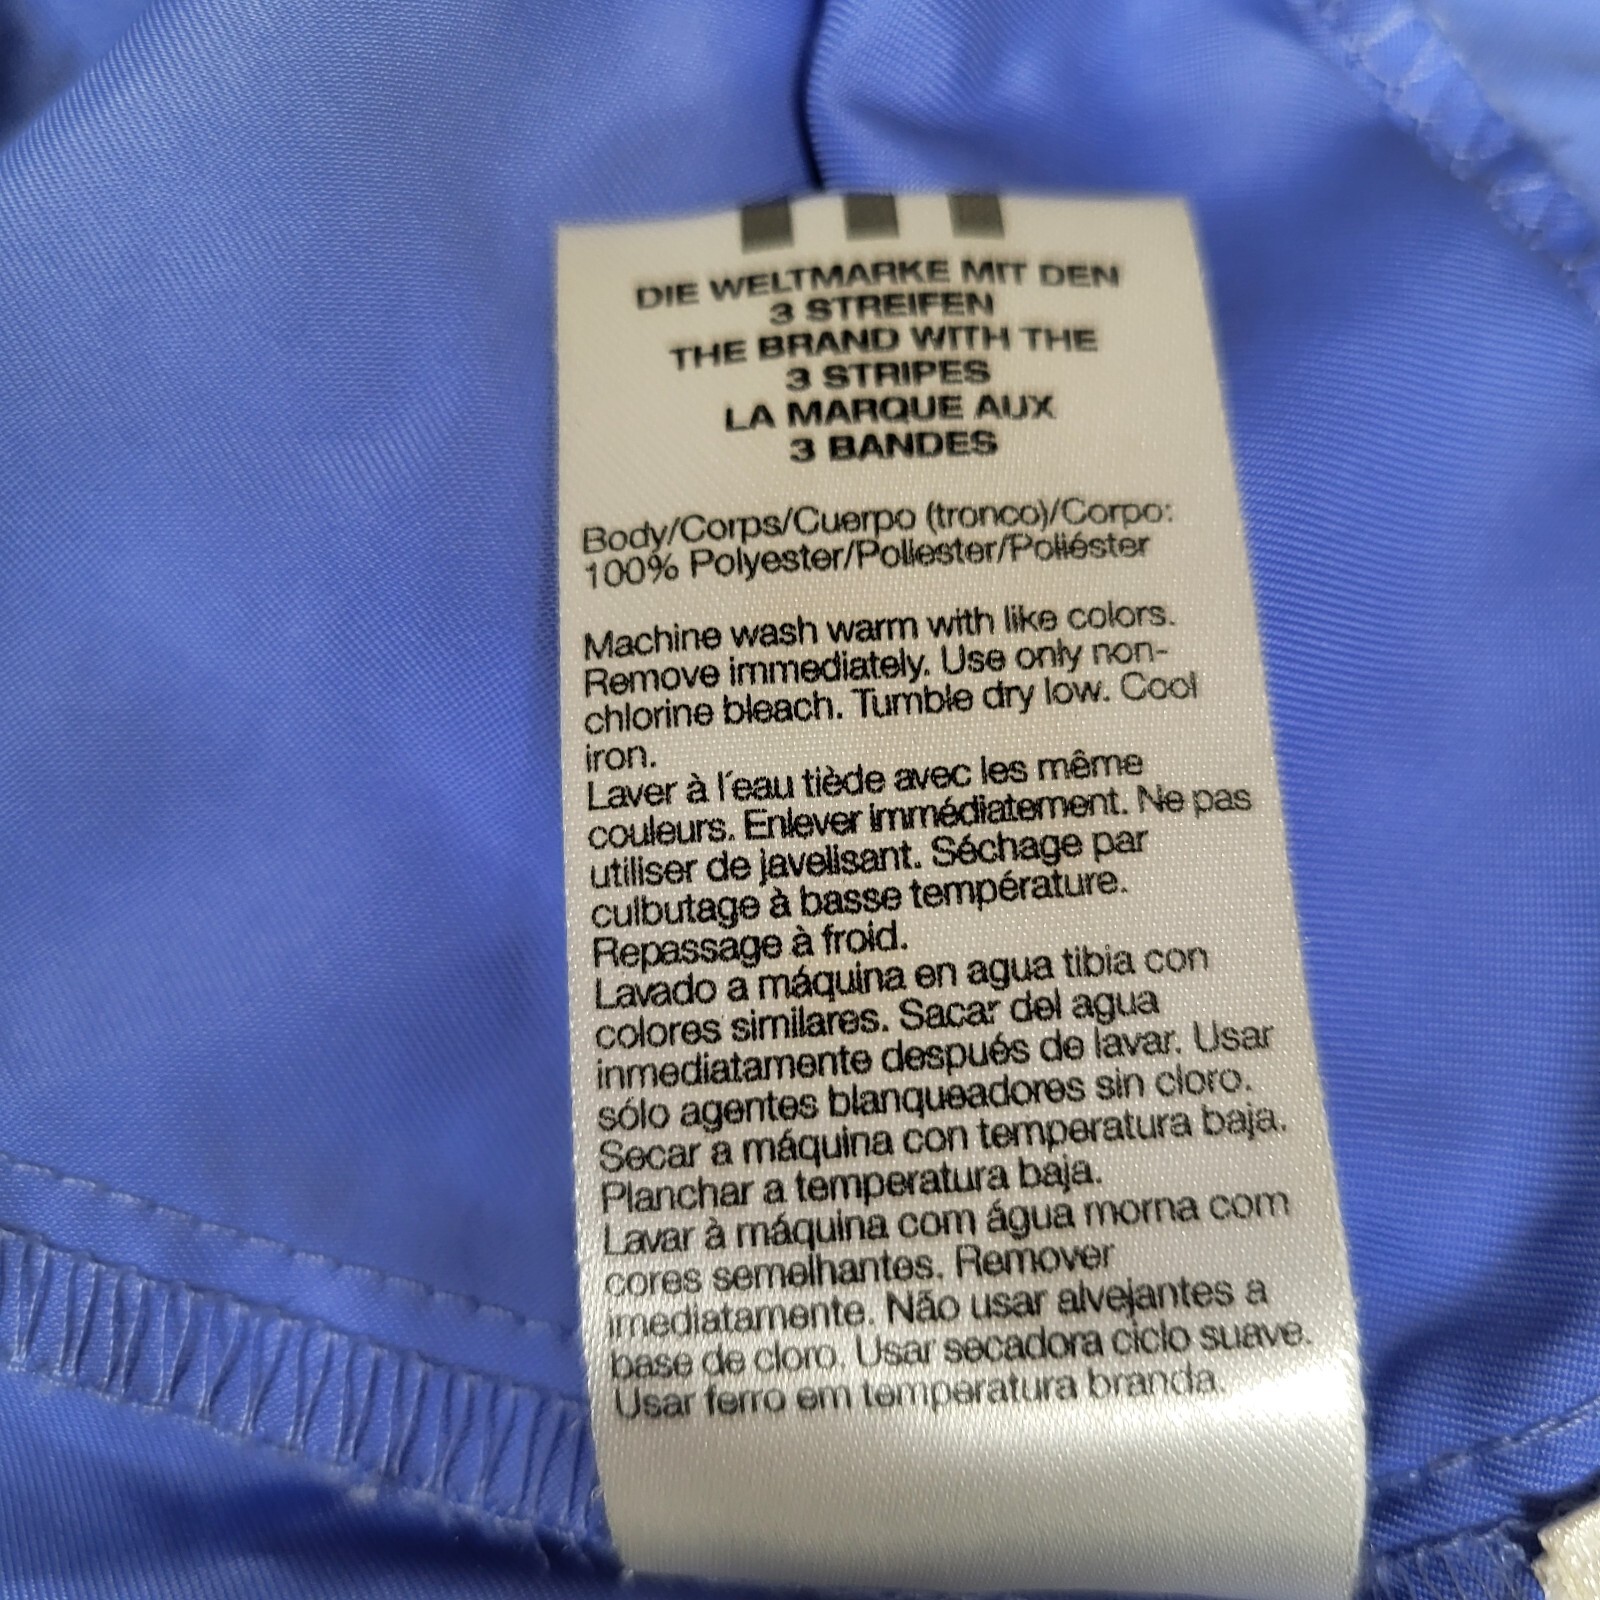 DIE WELTMARKE MIT DEN
3 STREIFEN
THE BRAND WITH THE
3 STRIPES
LA MARQUE AUX
3 BANDES
Body/Corps/Cuerpo (tronco)/Corpo:
100% Polyester/Poliester/Poliéster
Machine wash warm with like colors.
Remove immediately. Use only non-
chlorine bleach. Tumble dry low. Cool
iron.
Laver à l'eau tiède avec les même
couleurs. Enlever immédiatement. Ne pas
utiliser de javelisant. Séchage par
culbutage à basse température.
Repassage à froid.
Lavado a máquina en agua tibia con
colores similares. Sacar del agua
inmediatamente después de lavar. Usar
sólo agentes blanqueadores sin cloro.
Secar a máquina con temperatura baja.
Planchar a temperatura baja.
Lavar à máquina com água morna com
cores semelhantes. Remover
imediatamente. Não usar alvejantes a
base de cloro. Usar secadora ciclo suave.
Usar ferro em temperatura branda.